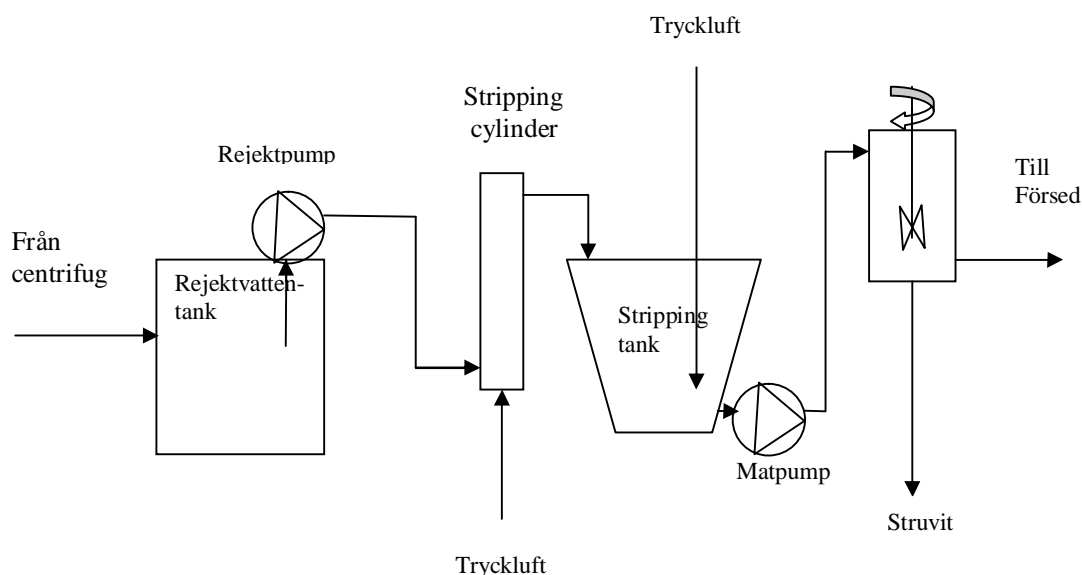 Tryckluft
Stripping
cylinder
Rejektpump
Till
Försed
Från
centrifug
Rejektvatten-
tank
Stripping
tank
Matpump
Struvit
Tryckluft